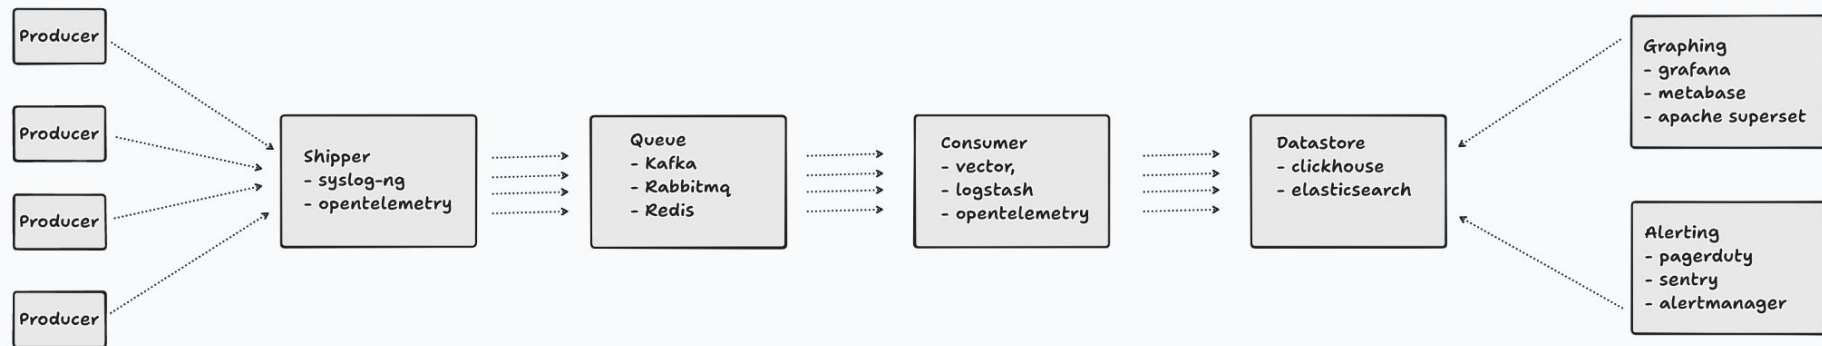 Producer
Producer
Producer
Producer
Shipper
- syslog-ng
- opentelemetry
Queue
- Kafka
- Rabbitmq
- Redis
Consumer
- vector,
- logstash
- opentelemetry
Datastore
- clickhouse
- elasticsearch
Graphing
- grafana
- metabase
- apache superset
Alerting
- pagerduty
- sentry
- alertmanager